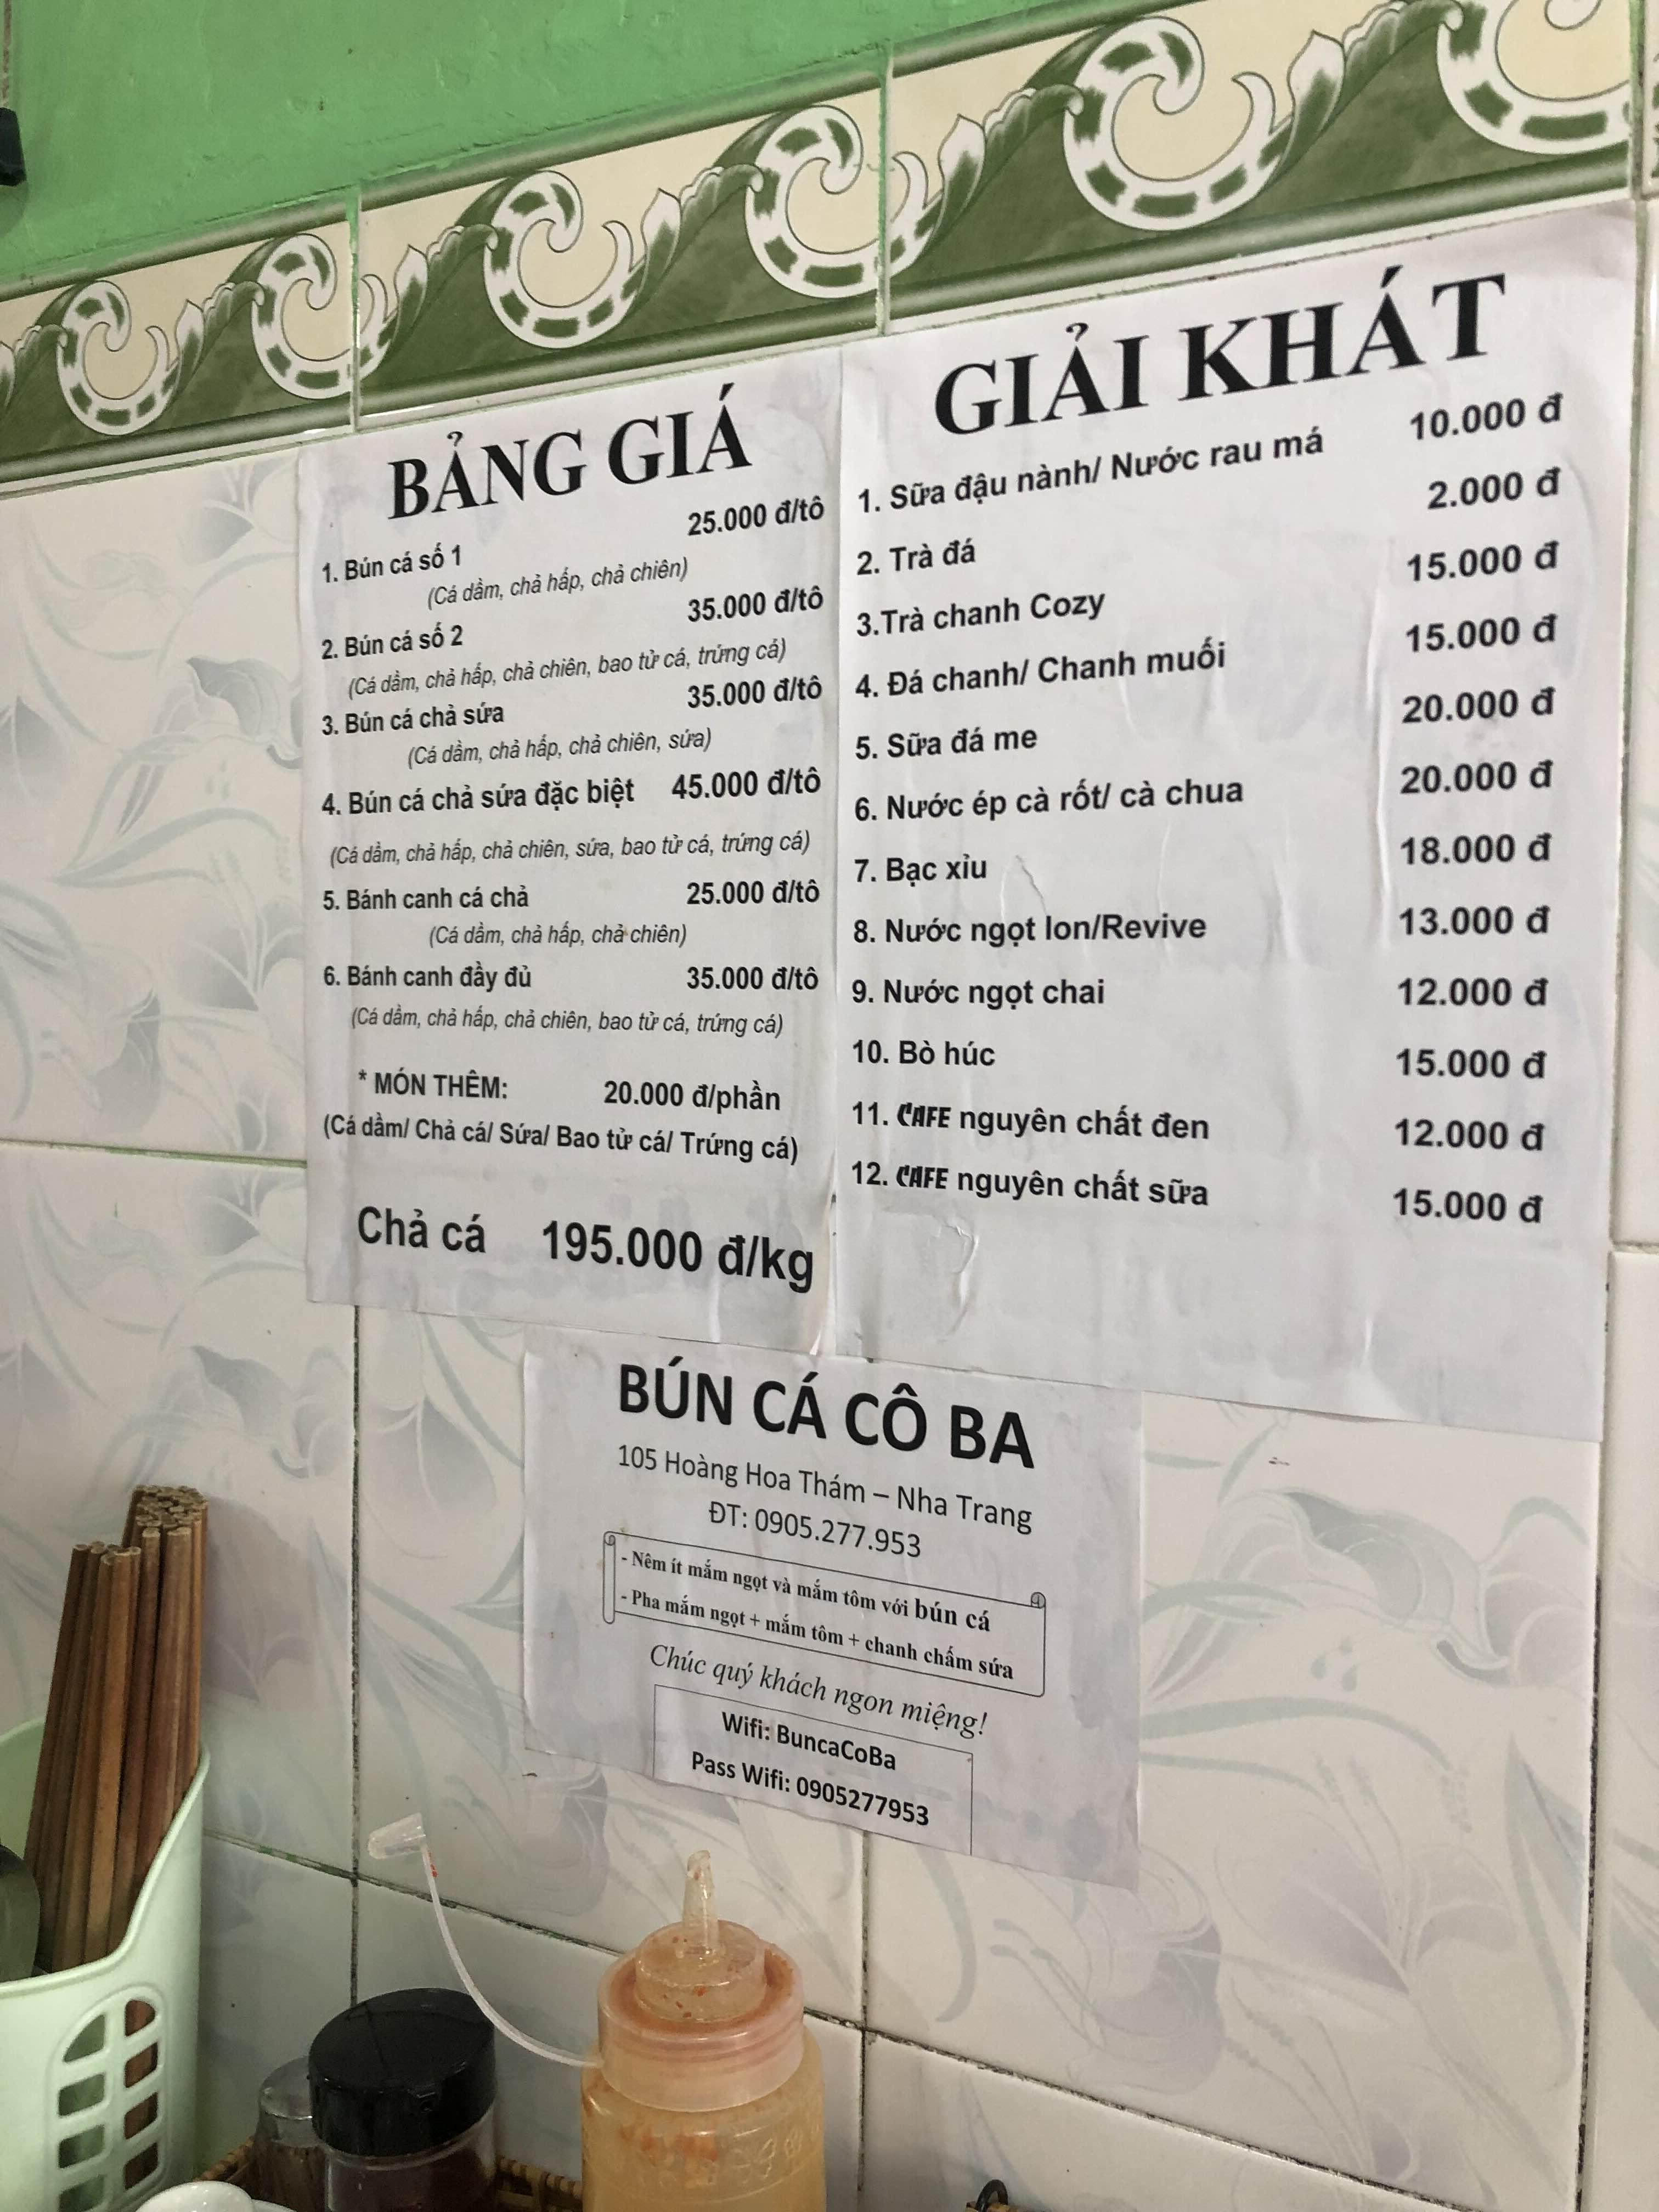 BẢNG GIÁ
25.000 đ/tô
1. Bún cá số 1
(Cá dầm, chả hấp, chả chiên)
35.000 đ/tô
2. Bún cá số 2
(Cá dầm, chả hấp, chả chiên, bao tử cá, trứng cá)
35.000 đ/tô
3. Bún cá chả sứa
(Cá dầm, chả hấp, chả chiên, sứa)
4. Bún cá chả sứa đặc biệt 45.000 đ/tô
(Cá dầm, chả hấp, chả chiên, sứa, bao tử cá, trứng cá)
5. Bánh canh cá chả 25.000 đ/tô
(Cá dầm, chả hấp, chả chiên)
6. Bánh canh đầy đủ 35.000 đ/tô
(Cá dầm, chả hấp, chả chiên, bao tử cá, trứng cá)
* MÓN THÊM: 20.000 đ/phần
(Cá dầm/ Chả cá/ Sứa/ Bao tử cá/ Trứng cá)
Chả cá 195.000 đ/kg
GIẢI KHÁT
1. Sữa đậu nành/ Nước rau má 10.000 đ
2. Trà đá 2.000 đ
3.Trà chanh Cozy 15.000 đ
4. Đá chanh/ Chanh muối 15.000 đ
5. Sữa đá me 20.000 đ
6. Nước ép cà rốt/ cà chua 20.000 đ
7. Bạc xỉu 18.000 đ
8. Nước ngọt Ion/Revive 13.000 đ
9. Nước ngọt chai 12.000 đ
10. Bò húc 15.000 đ
11. CAFE nguyên chất đen 12.000 đ
12. CAFE nguyên chất sữa 15.000 đ
BÚN CÁ CÔ BA
105 Hoàng Hoa Thám – Nha Trang
ĐT: 0905.277.953
- Nêm ít mắm ngọt và mắm tôm với bún cá
- Pha mắm ngọt + mắm tôm + chanh chấm sứa
Chúc quý khách ngon miệng!
Wifi: BuncaCoBa
Pass Wifi: 0905277953